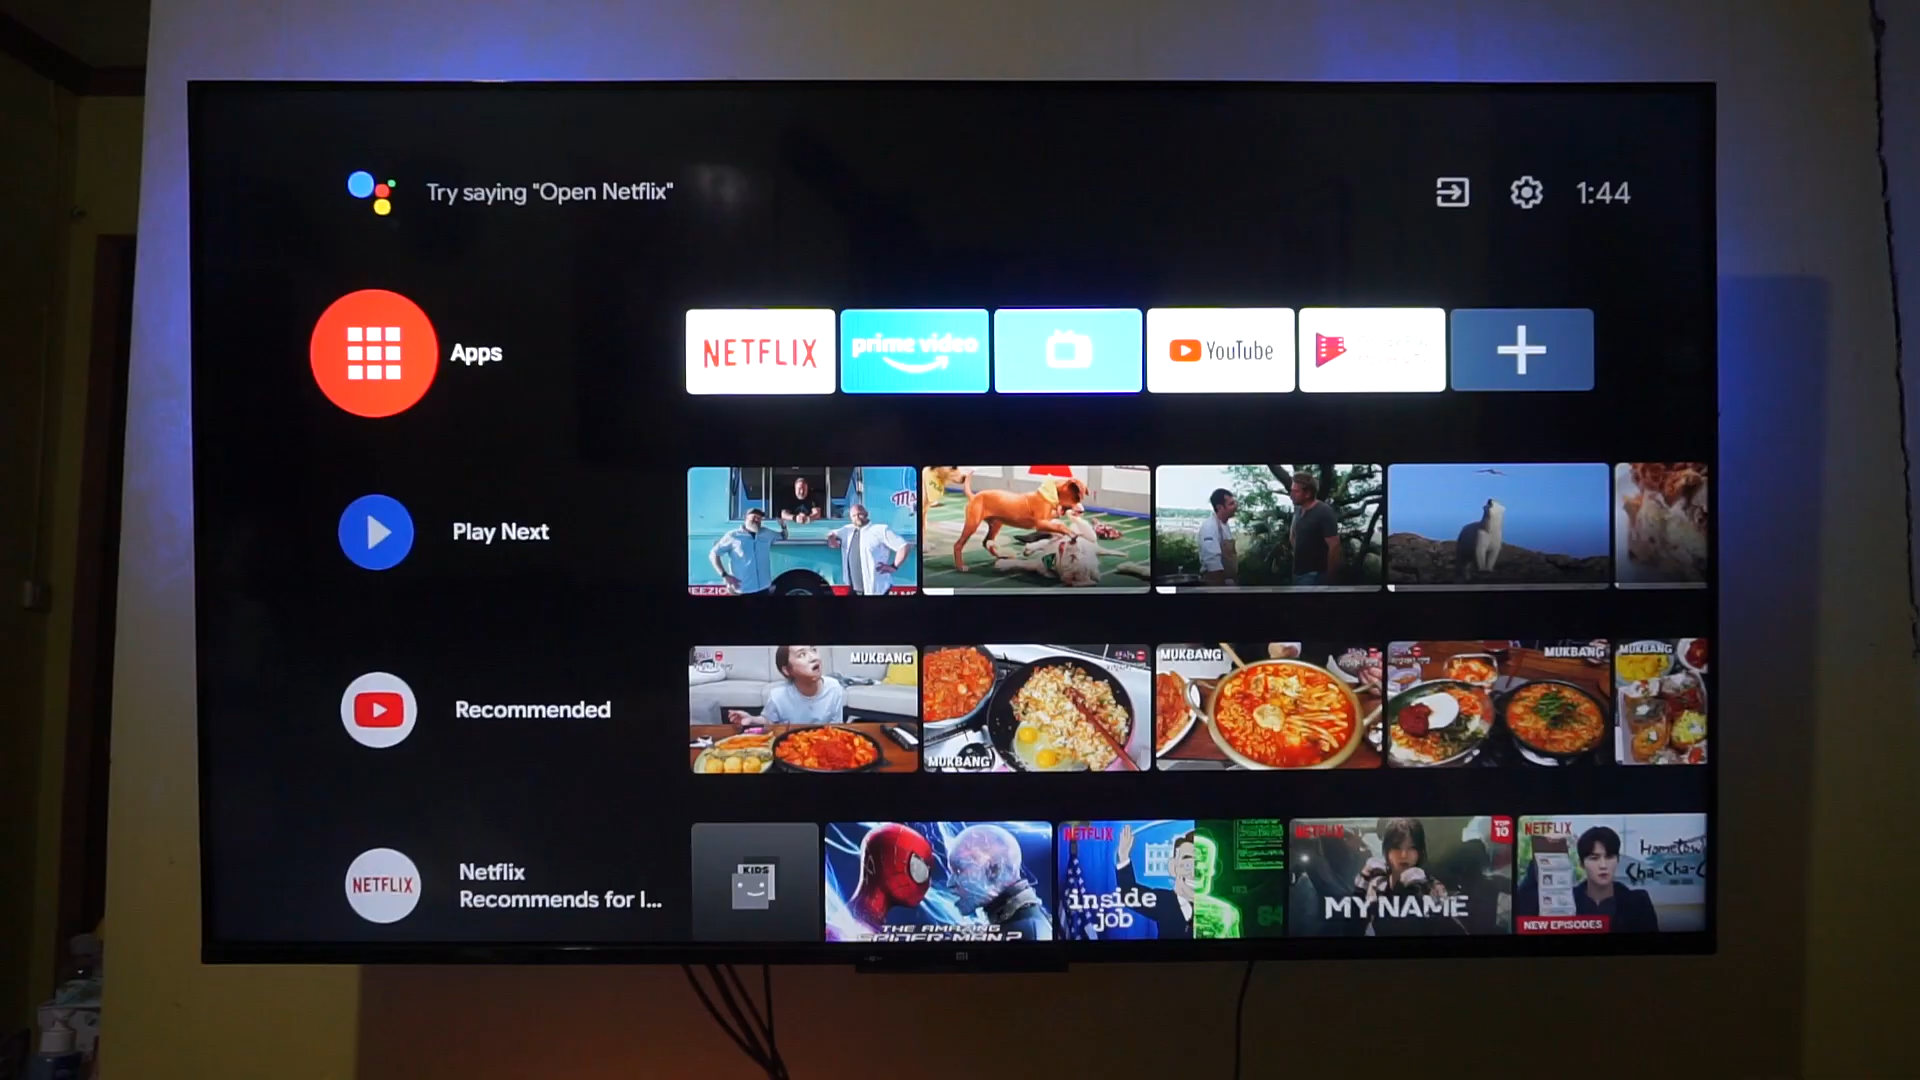 Try saying "Open Netflix"
1:44
Apps
NETFLIX
prime video
YouTube
Play Next
Recommended
MUKBANG
MUKBANG
MUKBANG
MUKBANG
MUKBANG
Netflix
Recommends for I...
NETFLIX
KIDS
THE AMAZING
SPIDER-MAN 2
NETFLIX
inside
job
NETFLIX
TOP
10
MY NAME
NETFLIX
Hometown
Cha-Cha-C
NEW EPISODES
mi